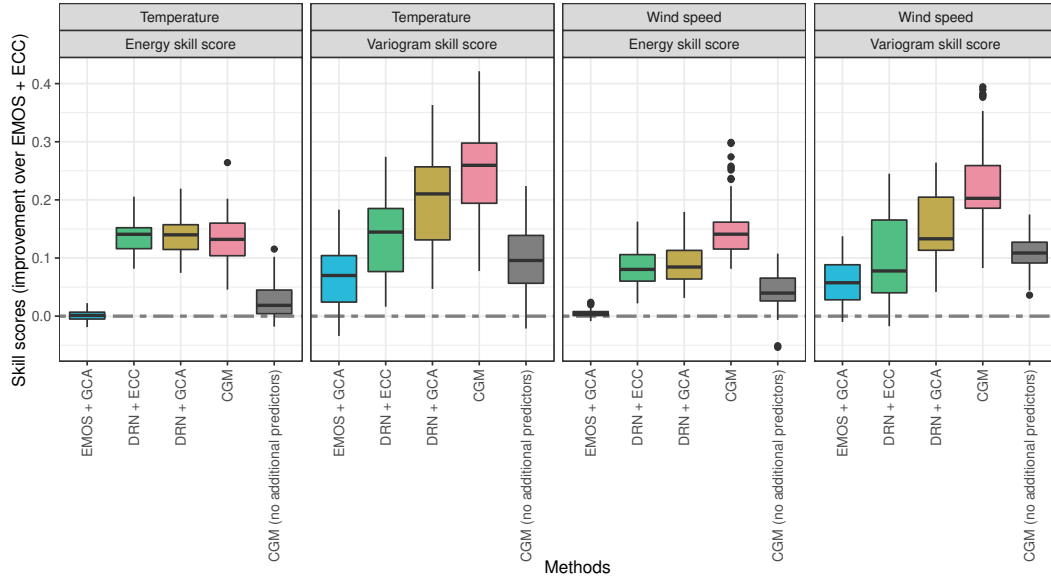 Temperature
Temperature
Wind speed
Wind speed
Energy skill score
Variogram skill score
Energy skill score
Variogram skill score
Skill scores (improvement over EMOS + ECC)
0.4
0.3
0.2
0.1
0.0
EMOS + GCA
DRN + ECC
DRN + GCA
CGM
CGM (no additional predictors)
EMOS + GCA
DRN + ECC
DRN + GCA
CGM
CGM (no additional predictors)
EMOS + GCA
DRN + ECC
DRN + GCA
CGM
CGM (no additional predictors)
EMOS + GCA
DRN + ECC
DRN + GCA
CGM
CGM (no additional predictors)
Methods